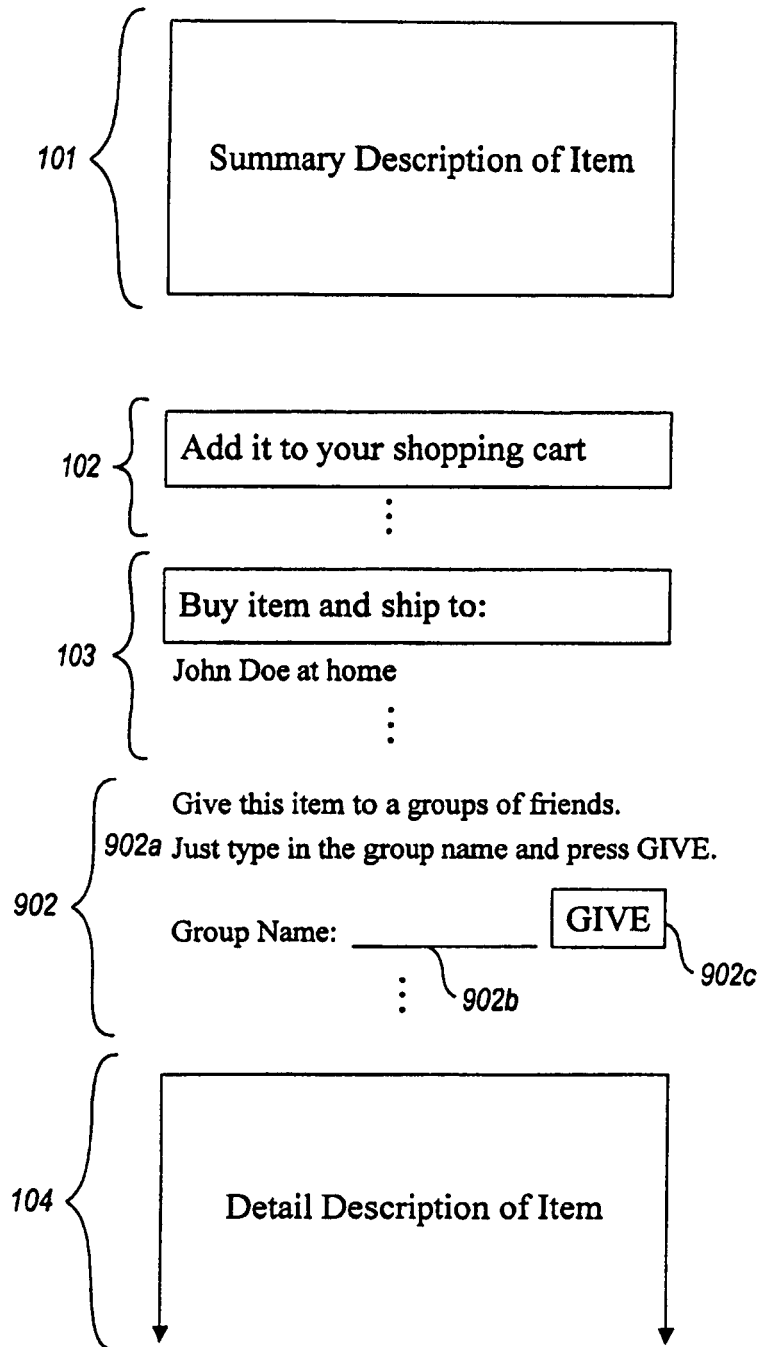 101
Summary Description of Item
102
Add it to your shopping cart
103
Buy item and ship to:
John Doe at home
902
Give this item to a groups of friends.
902a Just type in the group name and press GIVE.
Group Name: GIVE
902b
902c
104
Detail Description of Item